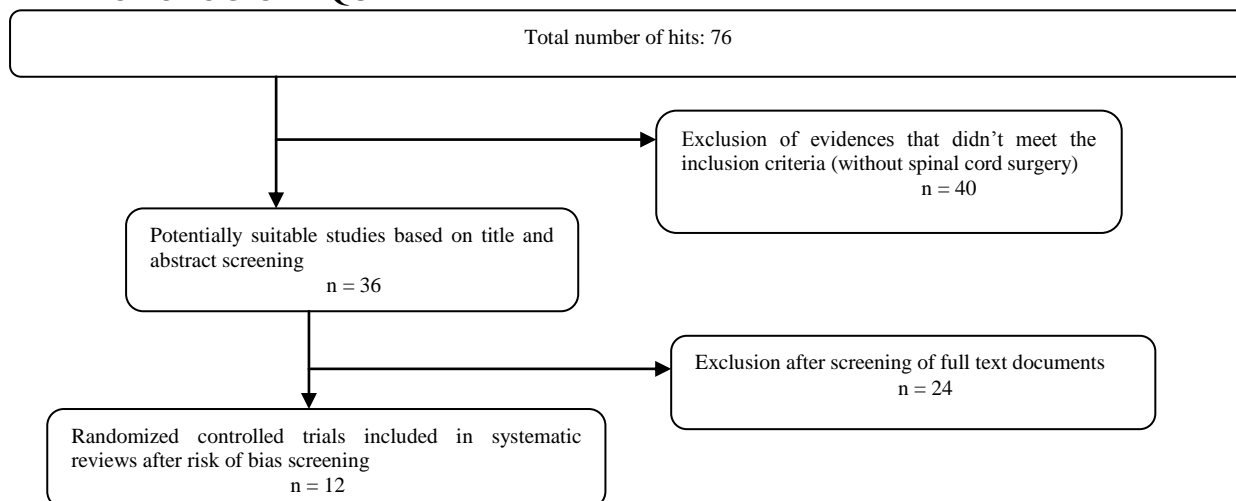 Total number of hits: 76
Exclusion of evidences that didn’t meet the
inclusion criteria (without spinal cord surgery)
n = 40
Potentially suitable studies based on title and
abstract screening
n = 36
Exclusion after screening of full text documents
n = 24
Randomized controlled trials included in systematic
reviews after risk of bias screening
n = 12